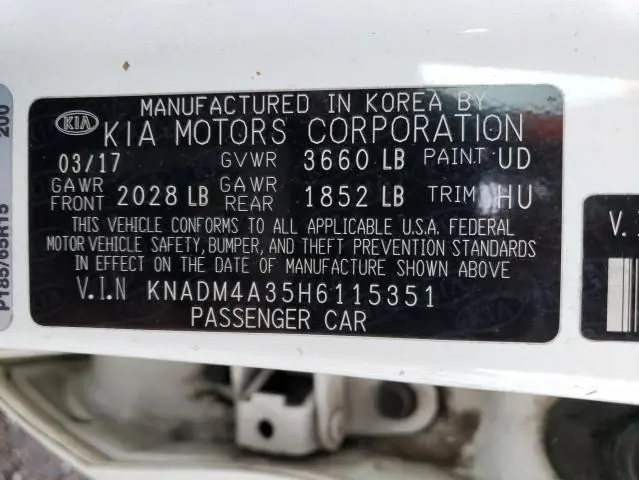 MANUFACTURED IN KOREA BY
KIA KIA MOTORS CORPORATION
03/17 GVWR 3660 LB PAINT UD
GAWR FRONT 2028 LB GAWR REAR 1852 LB TRIM HU
THIS VEHICLE CONFORMS TO ALL APPLICABLE U.S.A. FEDERAL
MOTOR VEHICLE SAFETY, BUMPER, AND THEFT PREVENTION STANDARDS
IN EFFECT ON THE DATE OF MANUFACTURE SHOWN ABOVE
V.I.N KNADM4A35H6115351
PASSENGER CAR
P185/65R15 200
V.